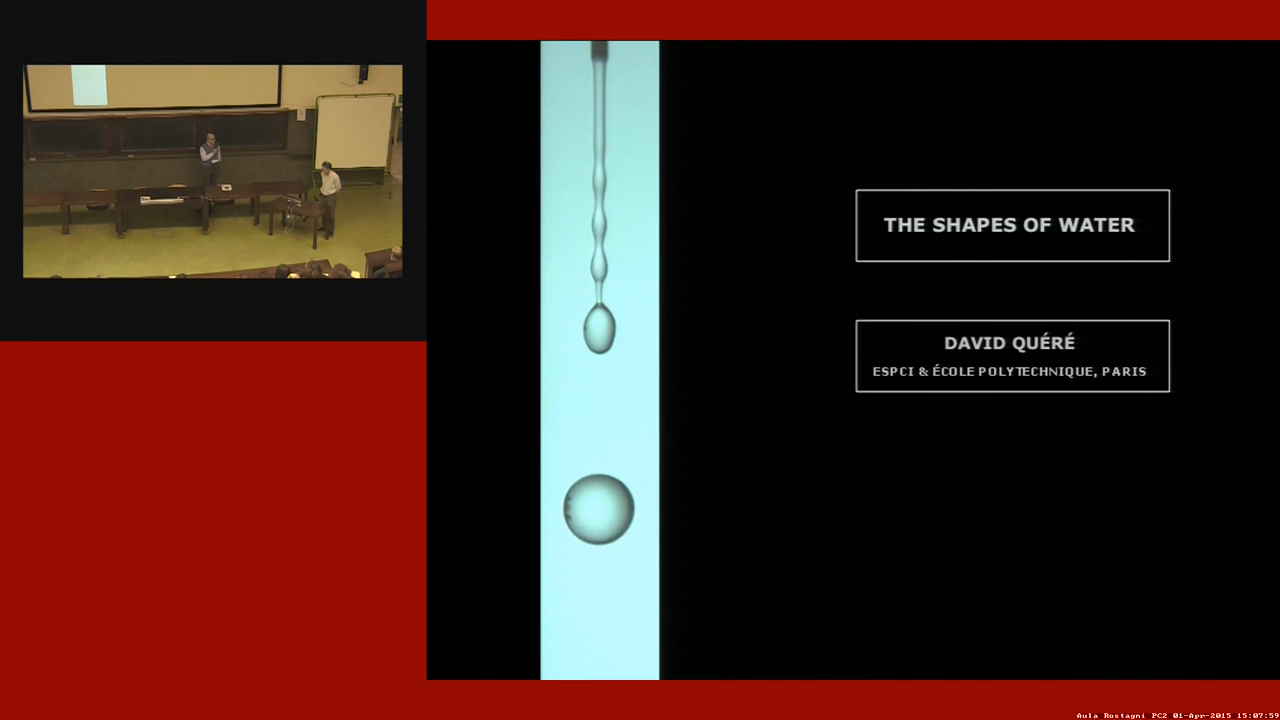 THE SHAPES OF WATER
DAVID QUÉRÉ
ESPCI & ÉCOLE POLYTECHNIQUE, PARIS
Aula Rostagni PC2 01-Apr-2015 15:07:59